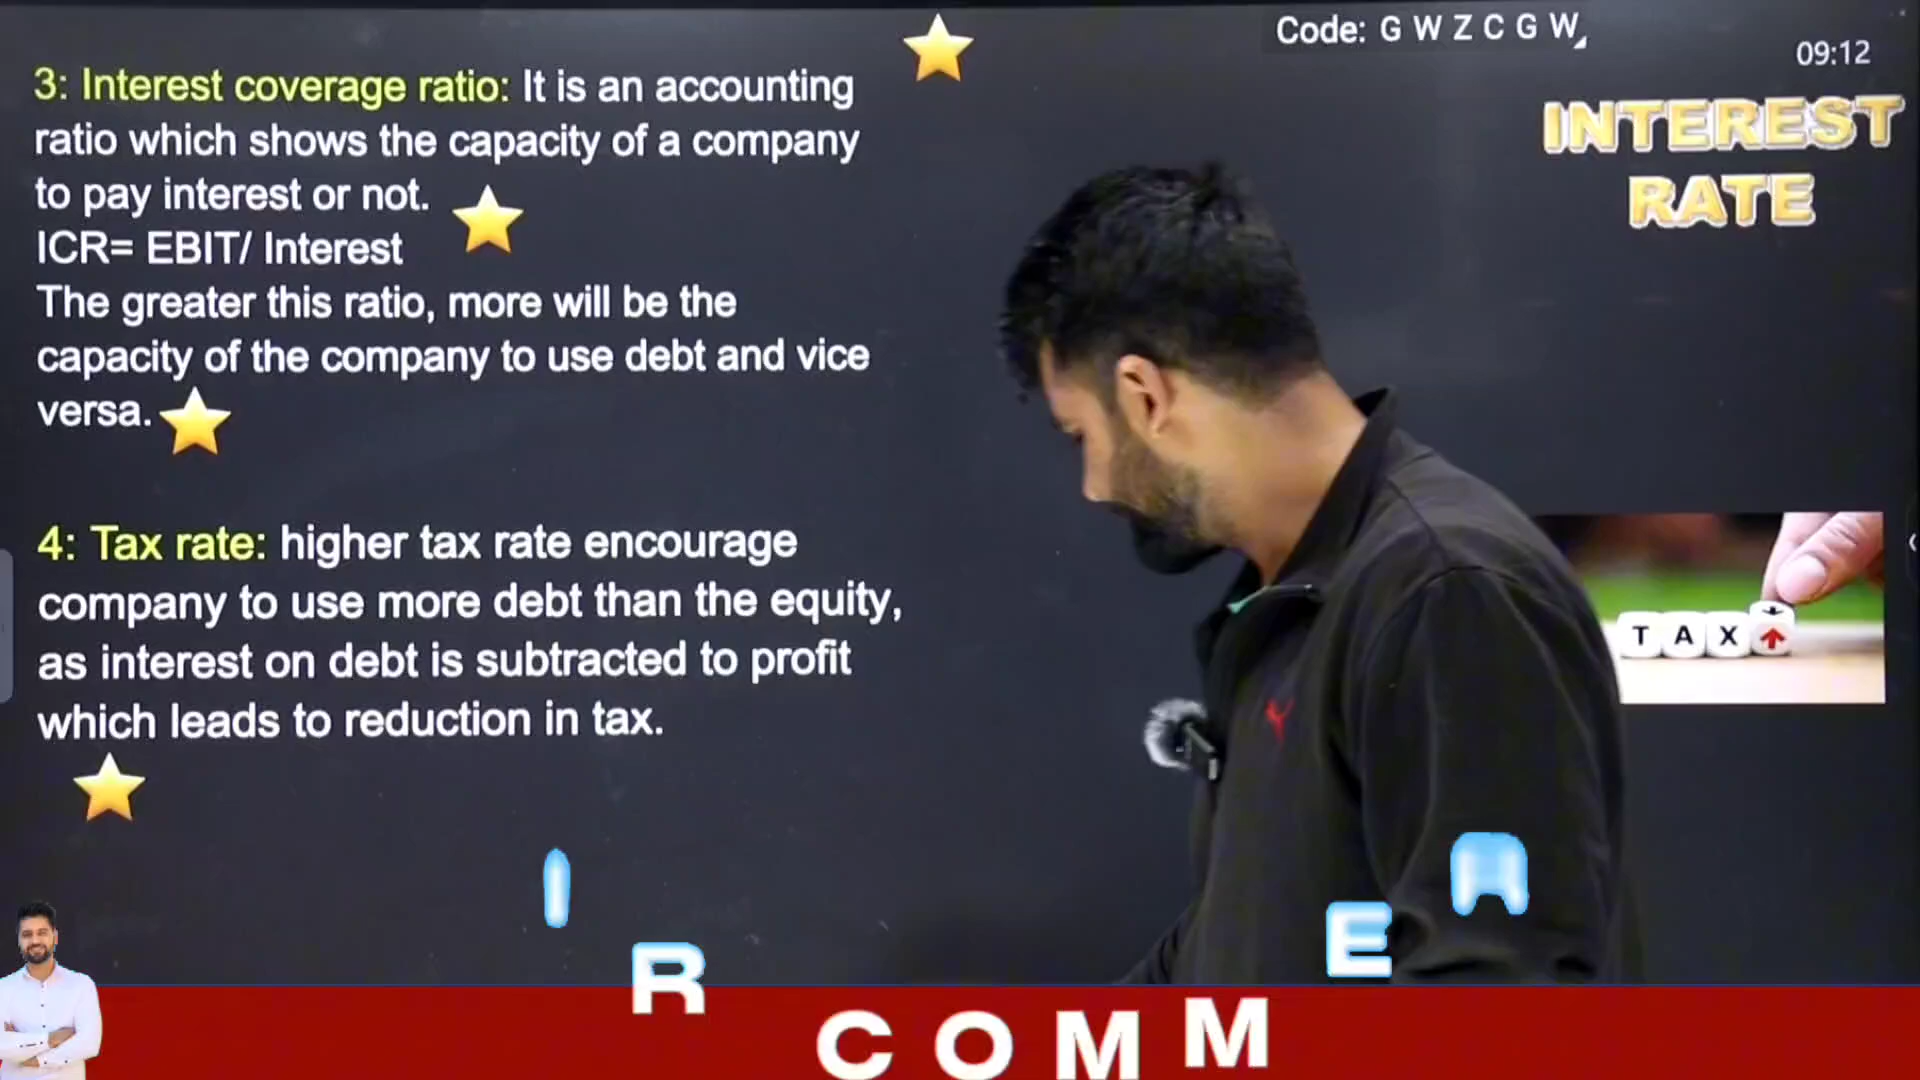 Code: G W Z C G W
09:12
3: Interest coverage ratio: It is an accounting
ratio which shows the capacity of a company
to pay interest or not.
ICR= EBIT/ Interest
The greater this ratio, more will be the
capacity of the company to use debt and vice
versa.
INTEREST
RATE
4: Tax rate: higher tax rate encourage
company to use more debt than the equity,
as interest on debt is subtracted to profit
which leads to reduction in tax.
TAX
I R COMME